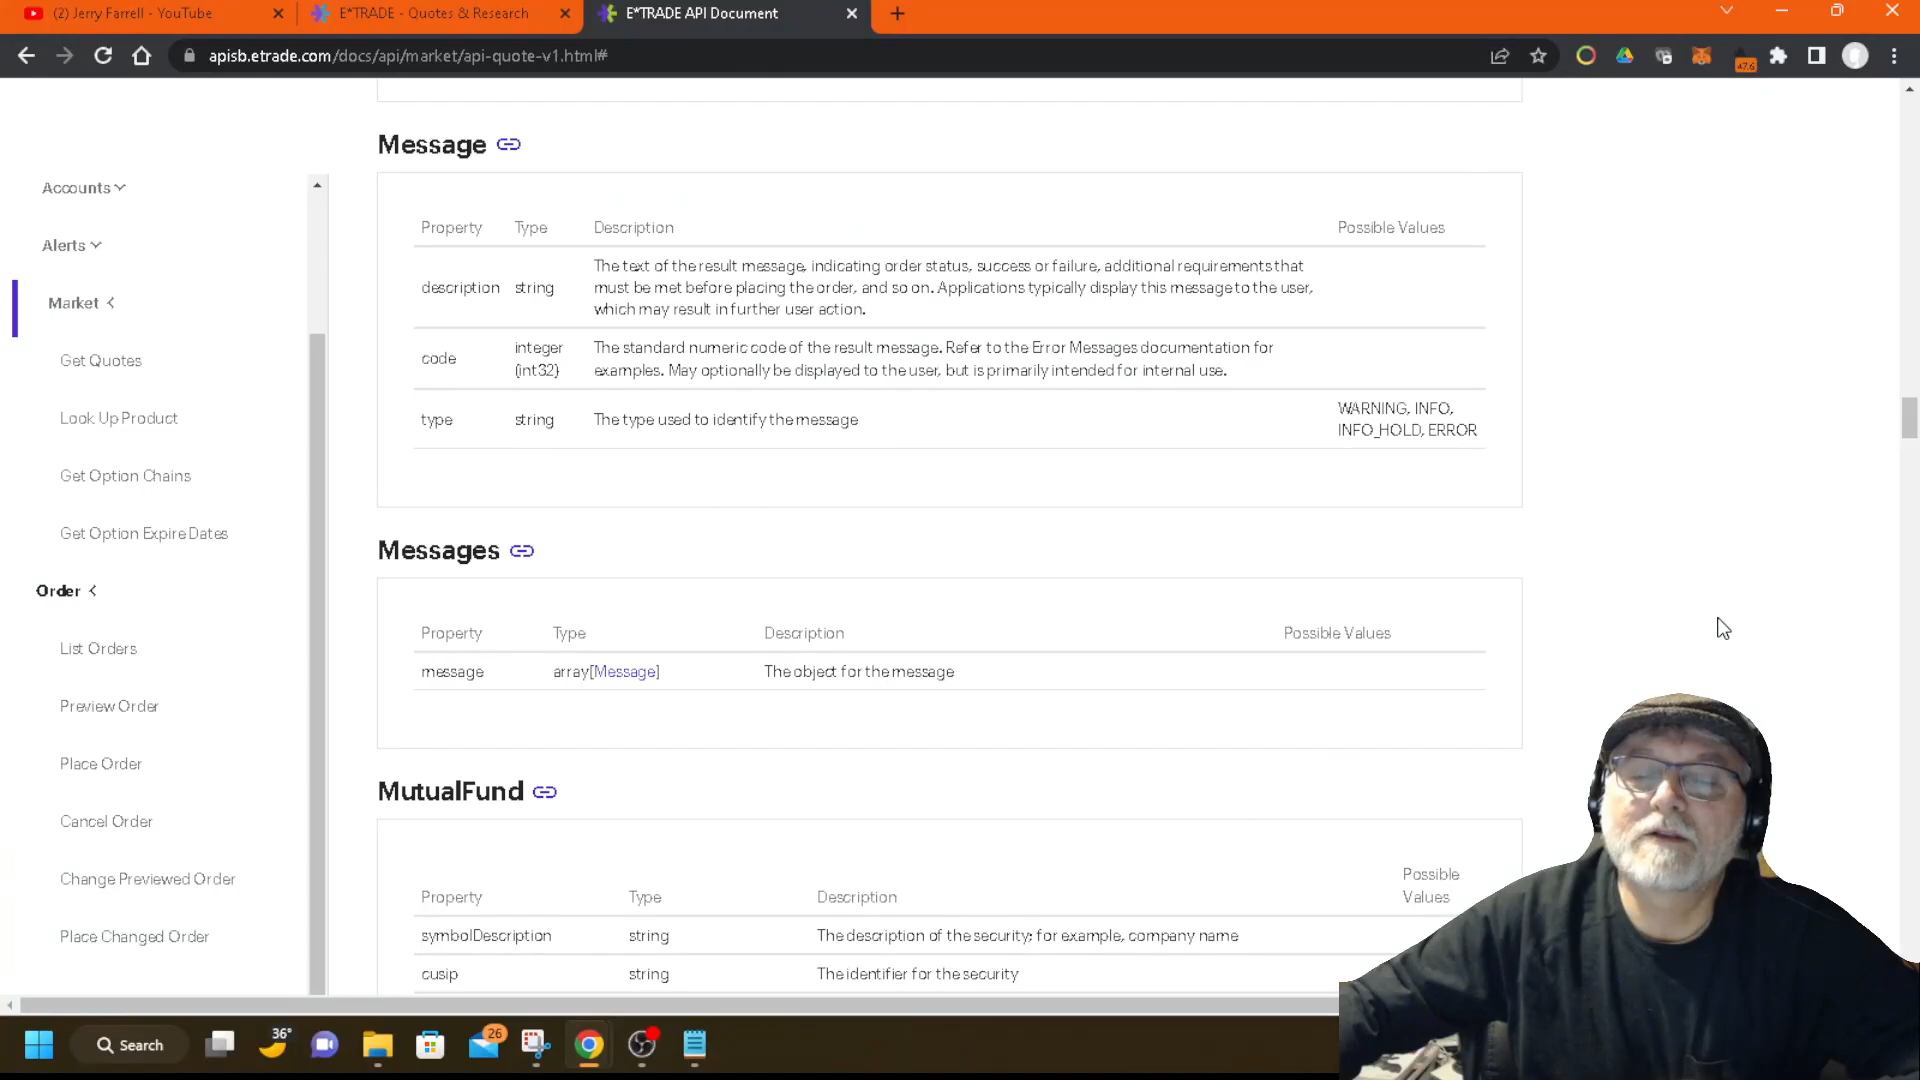 (2) Jerry Farrell - YouTube
E*TRADE - Quotes & Research
E*TRADE API Document
apisb.etrade.com/docs/api/market/api-quote-v1.html#
47.6
Accounts
Alerts
Market
Get Quotes
Look Up Product
Get Option Chains
Get Option Expire Dates
Order
List Orders
Preview Order
Place Order
Cancel Order
Change Previewed Order
Place Changed Order
Message
Property Type Description Possible Values
description string The text of the result message, indicating order status, success or failure, additional requirements that
must be met before placing the order, and so on. Applications typically display this message to the user,
which may result in further user action.
code integer (int32) The standard numeric code of the result message. Refer to the Error Messages documentation for
examples. May optionally be displayed to the user, but is primarily intended for internal use.
type string The type used to identify the message WARNING, INFO,
INFO_HOLD, ERROR
Messages
Property Type Description Possible Values
message array[Message] The object for the message
MutualFund
Property Type Description Possible
Values
symbolDescription string The description of the security; for example, company name
cusip string The identifier for the security
Search
36°
26